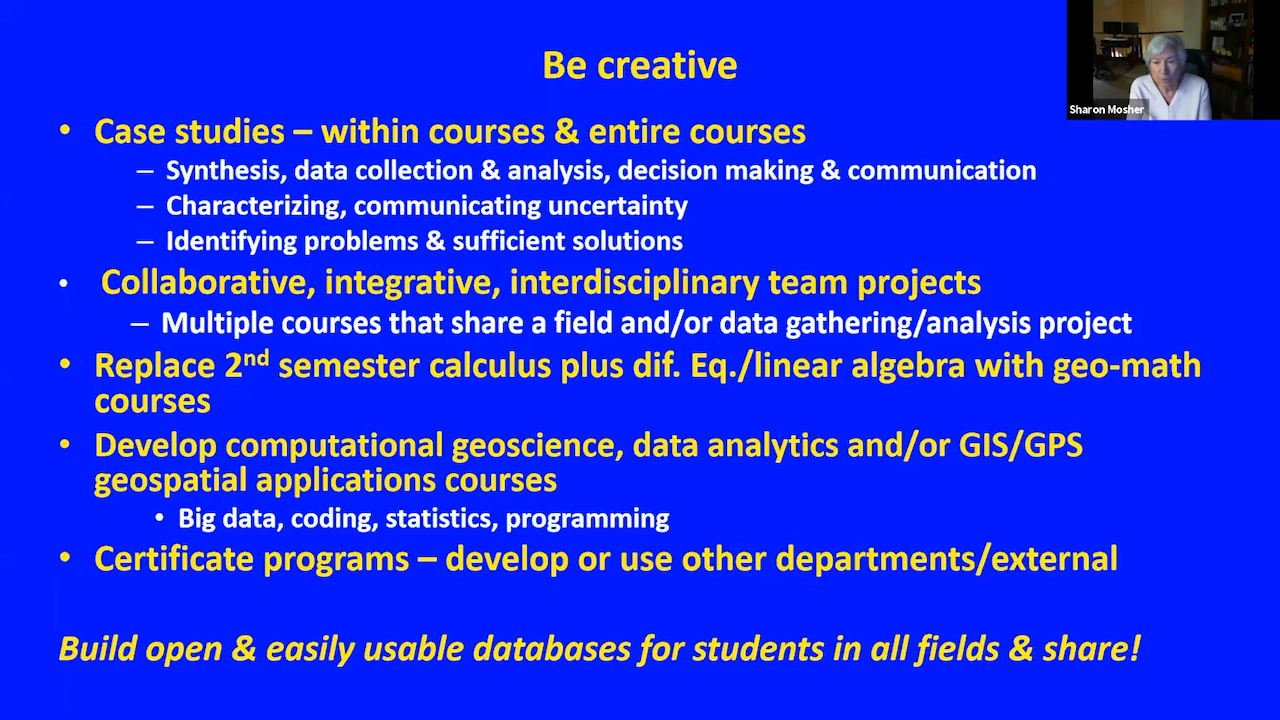 Be creative
Sharon Mosher
• Case studies – within courses & entire courses
– Synthesis, data collection & analysis, decision making & communication
– Characterizing, communicating uncertainty
– Identifying problems & sufficient solutions
• Collaborative, integrative, interdisciplinary team projects
– Multiple courses that share a field and/or data gathering/analysis project
• Replace 2nd semester calculus plus dif. Eq./linear algebra with geo-math
courses
• Develop computational geoscience, data analytics and/or GIS/GPS
geospatial applications courses
• Big data, coding, statistics, programming
• Certificate programs – develop or use other departments/external
Build open & easily usable databases for students in all fields & share!